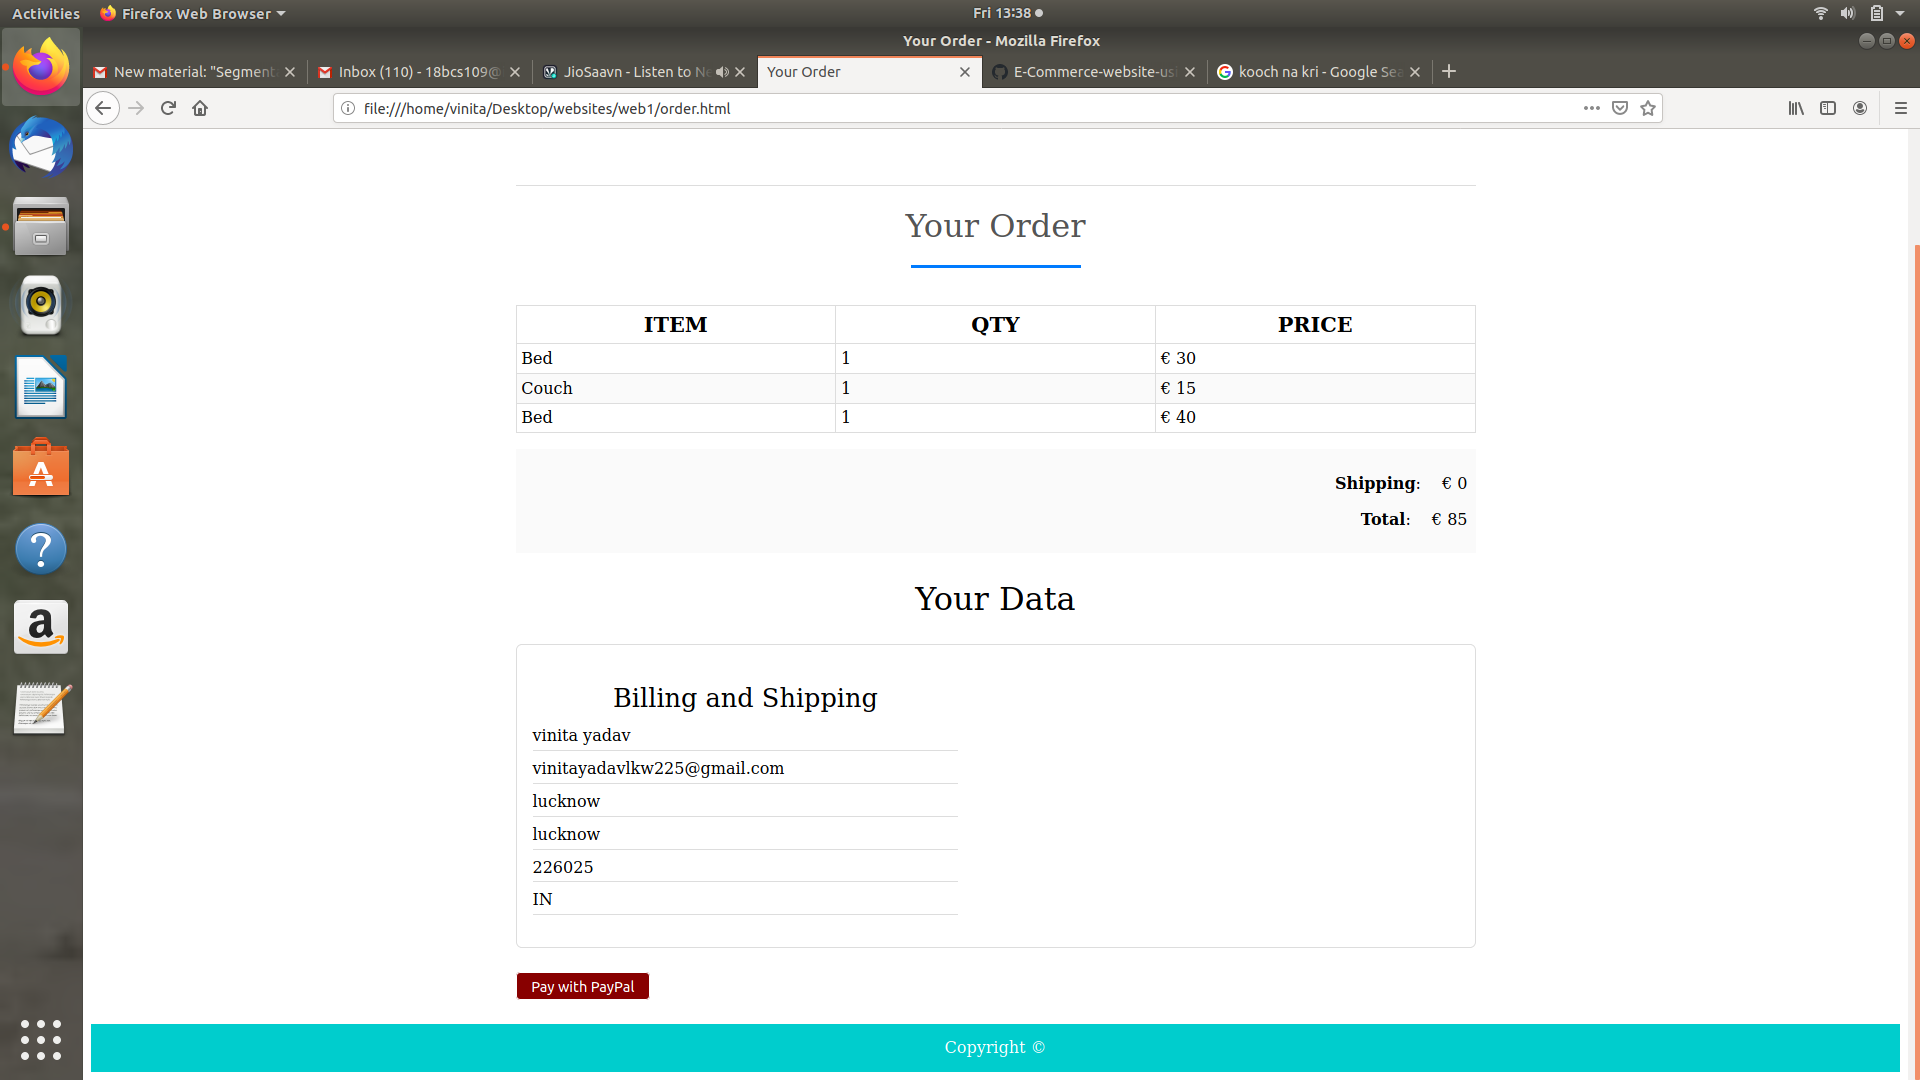 Activities Firefox Web Browser Fri 13:38
Your Order - Mozilla Firefox
New material: "Segment Inbox (110) - 18bcs109@ JioSaavn - Listen to Ne Your Order E-Commerce-website-usi kooch na kri - Google Sea
file:///home/vinita/Desktop/websites/web1/order.html
Your Order
ITEM QTY PRICE
Bed 1 € 30
Couch 1 € 15
Bed 1 € 40
Shipping: € 0
Total: € 85
Your Data
Billing and Shipping
vinita yadav
vinitayadavlkw225@gmail.com
lucknow
lucknow
226025
IN
Pay with PayPal
Copyright ©